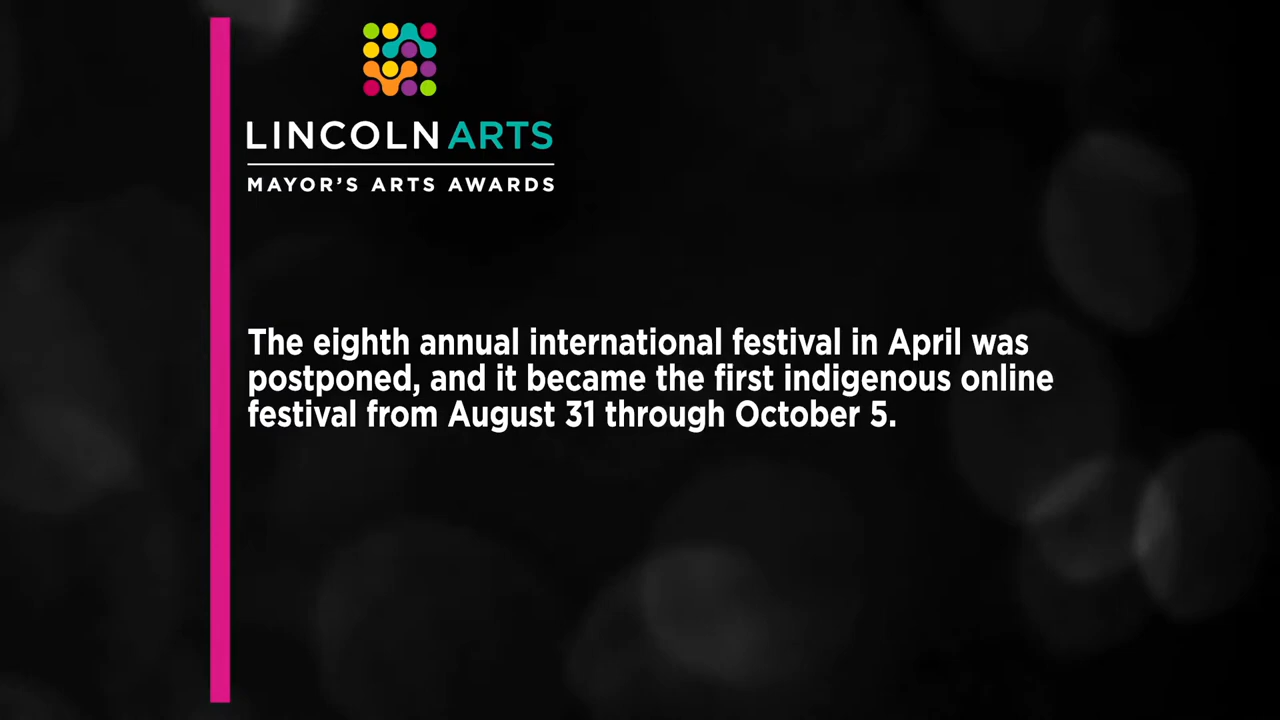 LINCOLN ARTS
MAYOR'S ARTS AWARDS
The eighth annual international festival in April was
postponed, and it became the first indigenous online
festival from August 31 through October 5.